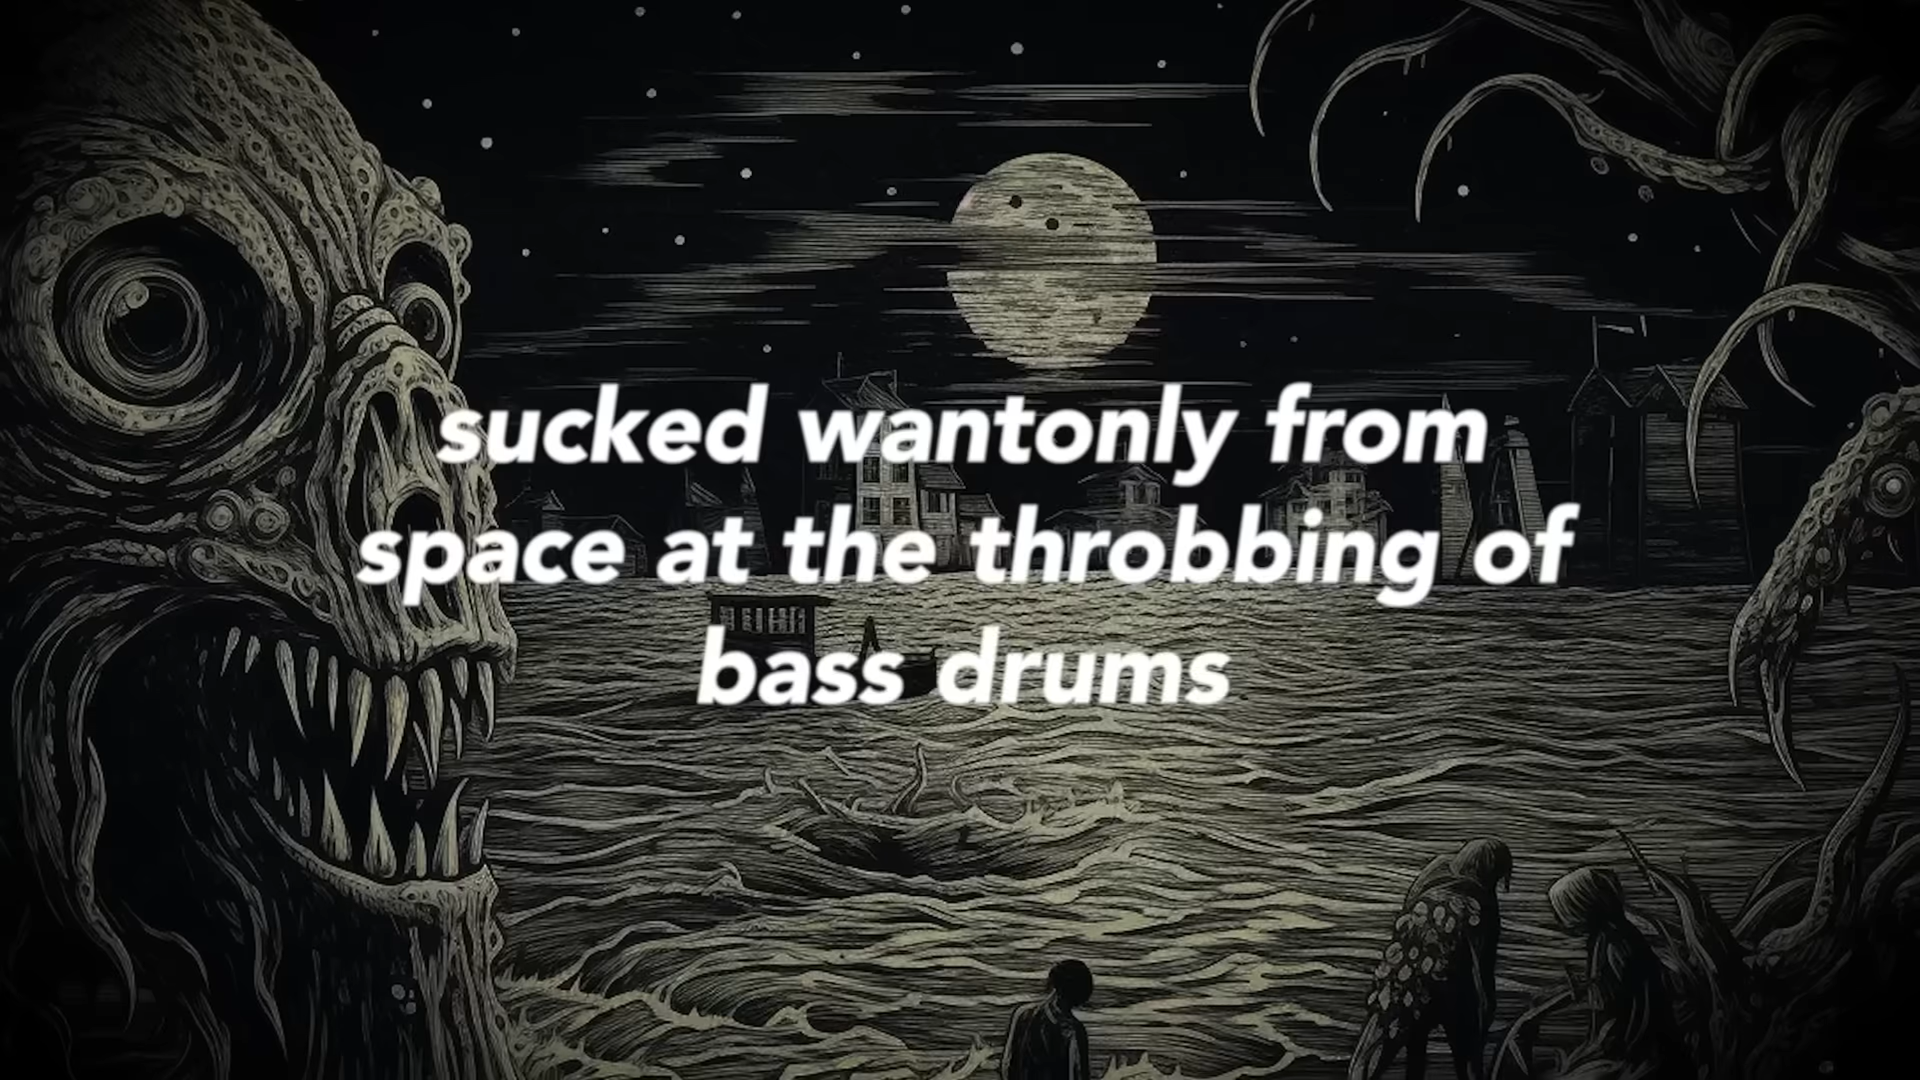 sucked wantonly from
space at the throbbing of
bass drums